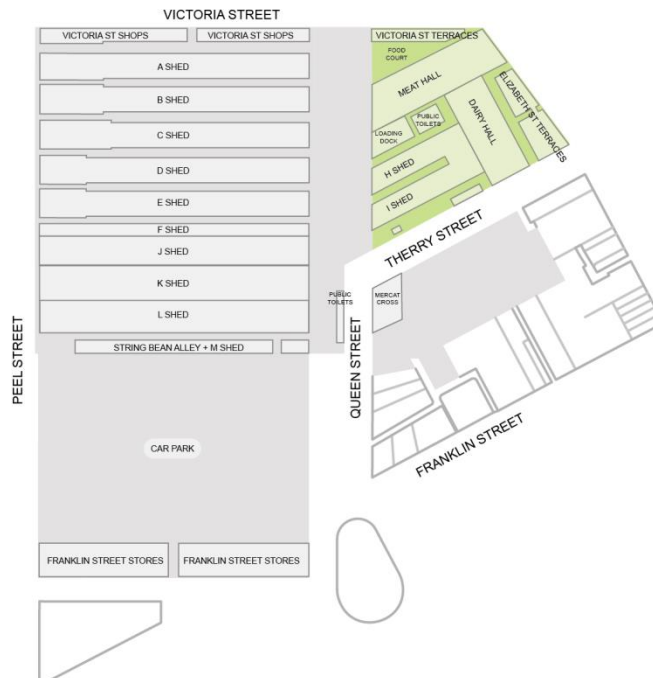 VICTORIA STREET
VICTORIA ST SHOPS
VICTORIA ST SHOPS
VICTORIA ST TERRACES
FOOD
COURT
A SHED
MEAT HALL
B SHED
ELIZABETH ST TERRACES
PUBLIC
TOILETS
DAIRY HALL
C SHED
LOADING
DOCK
D SHED
H SHED
E SHED
I SHED
F SHED
THERRY STREET
J SHED
K SHED
PUBLIC
TOILETS
MERCAT
CROSS
L SHED
PEEL STREET
STRING BEAN ALLEY + M SHED
QUEEN STREET
FRANKLIN STREET
CAR PARK
FRANKLIN STREET STORES
FRANKLIN STREET STORES